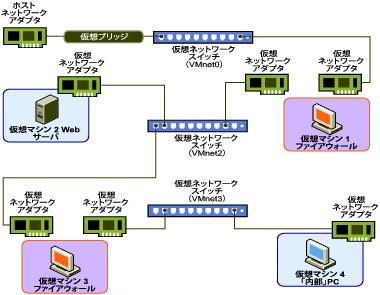 ホスト
ネットワーク
アダプタ
仮想ブリッジ
仮想ネットワーク
スイッチ
(VMnet0)
仮想
ネットワーク
アダプタ
仮想
ネットワーク
アダプタ
仮想
ネットワーク
アダプタ
仮想マシン 2 Web
サーバ
仮想ネットワーク
スイッチ
(VMnet2)
仮想マシン 1
ファイアウォール
仮想
ネットワーク
アダプタ
仮想
ネットワーク
アダプタ
仮想ネットワーク
スイッチ
(VMnet3)
仮想
ネットワーク
アダプタ
仮想マシン 3
ファイアウォール
仮想マシン 4
「内部」PC